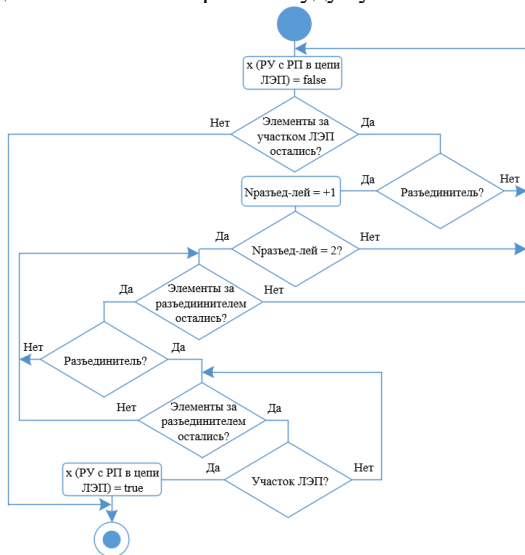 x (РУ с РП в цепи
ЛЭП) = false
Элементы за
участком ЛЭП
остались?
Нет
Да
Разъединитель?
Да
Нет
Nразъед-лей = +1
Nразъед-лей = 2?
Да
Нет
Элементы за
разъедиинителем
остались?
Да
Разъединитель?
Нет
Да
Элементы за
разъединителем
остались?
Нет
Да
Участок ЛЭП?
Да
Нет
x (РУ с РП в цепи
ЛЭП) = true